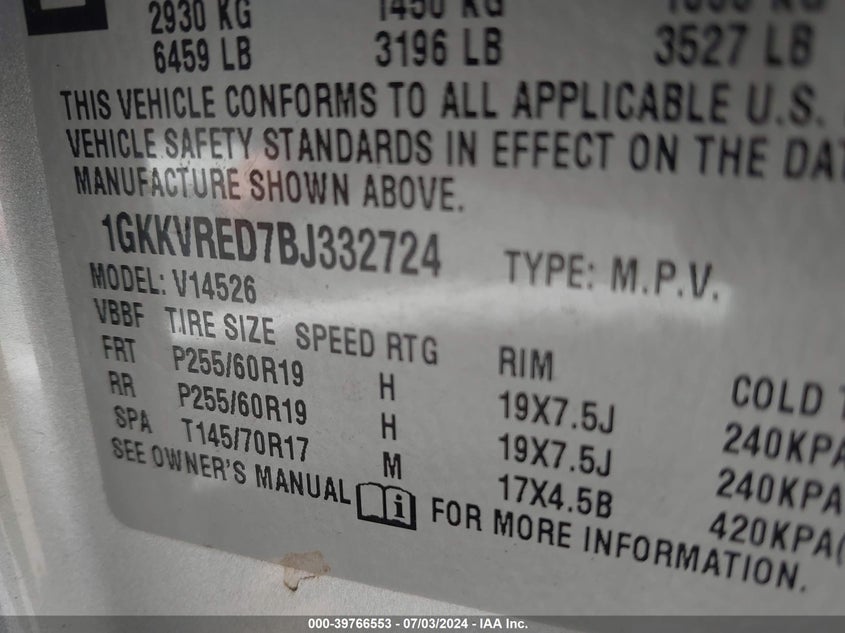 2930 KG 1450 KG
6459 LB 3196 LB 3527 LB
THIS VEHICLE CONFORMS TO ALL APPLICABLE U.S.
VEHICLE SAFETY STANDARDS IN EFFECT ON THE DAT
MANUFACTURE SHOWN ABOVE.
1GKKVRED7BJ332724 TYPE: M.P.V.
MODEL: V14526
VBBF TIRE SIZE SPEED RTG RIM COLD
FRT P255/60R19 H 19X7.5J 240KPA
RR P255/60R19 H 19X7.5J 240KPA
SPA T145/70R17 M 17X4.5B 420KPA(
SEE OWNER'S MANUAL i FOR MORE INFORMATION.
000-39766553 - 07/03/2024 - IAA Inc.